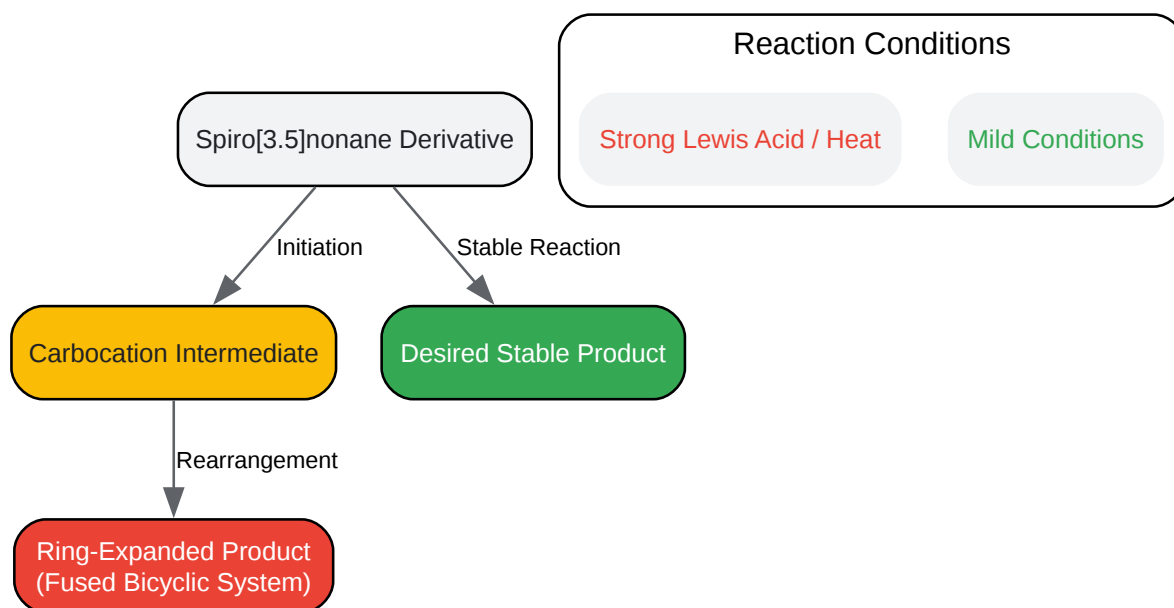 Reaction Conditions
Spiro[3.5]nonane Derivative
Strong Lewis Acid / Heat
Mild Conditions
Initiation
Stable Reaction
Carbocation Intermediate
Desired Stable Product
Rearrangement
Ring-Expanded Product
(Fused Bicyclic System)